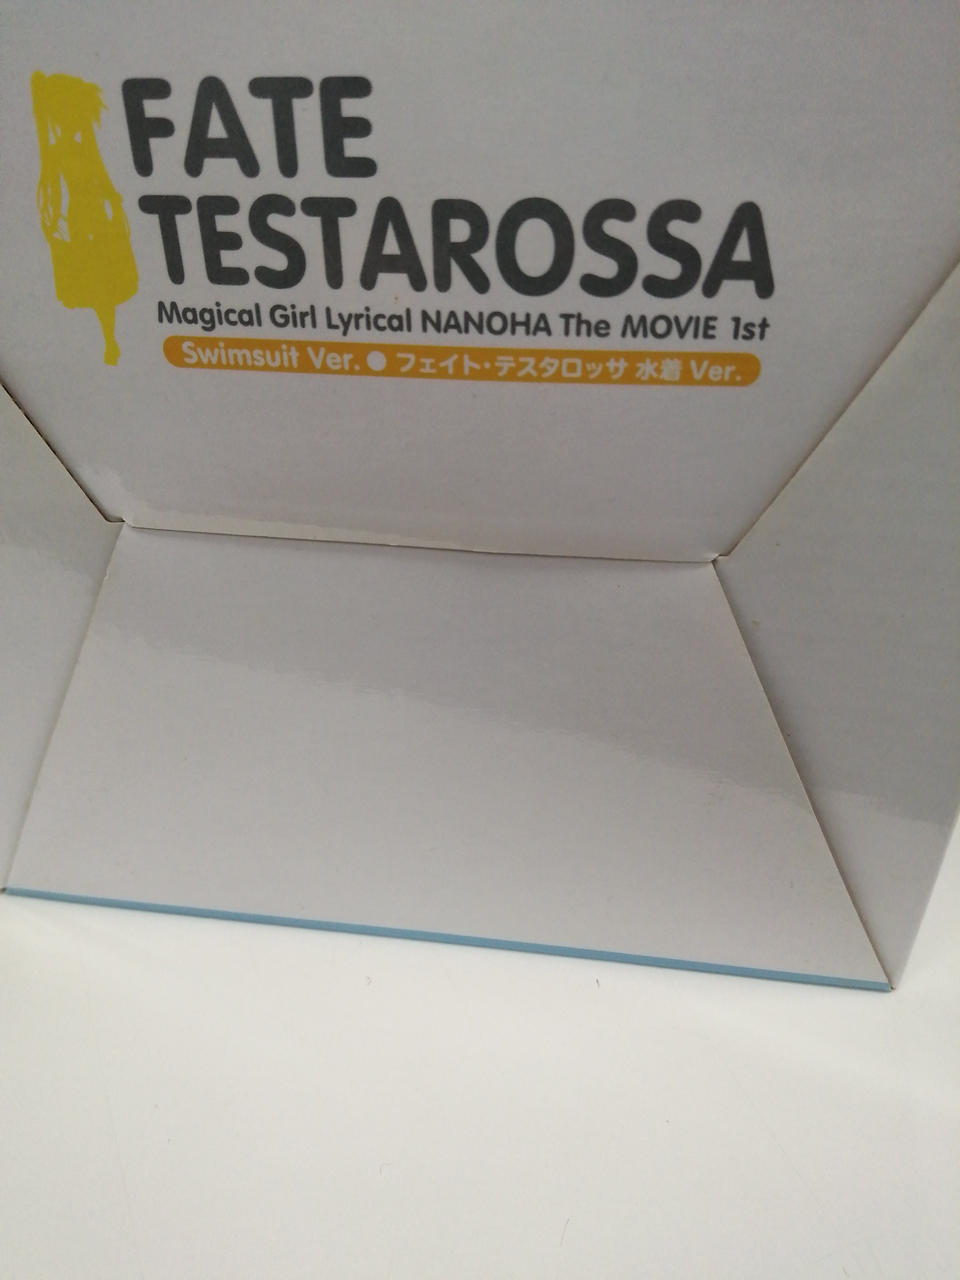 FATE
TESTAROSSA
Magical Girl Lyrical NANOHA The MOVIE 1st
Swimsuit Ver. ● フェイト・テスタロッサ 水着 Ver.